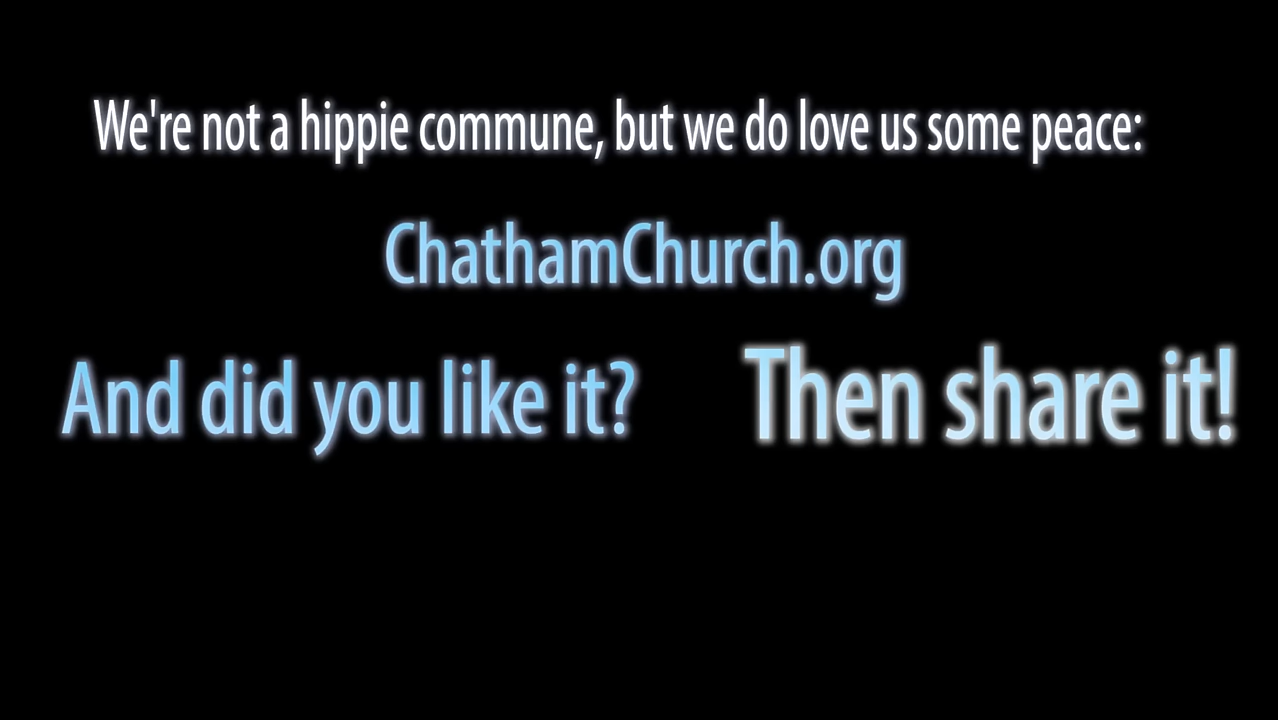 We're not a hippie commune, but we do love us some peace:
ChathamChurch.org
And did you like it? Then share it!